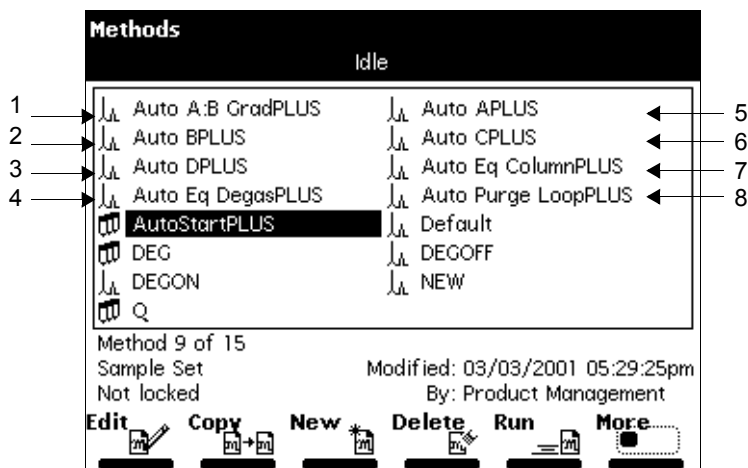 Methods
Idle
1 Auto A:B GradPLUS Auto APLUS 5
2 Auto BPLUS Auto CPLUS 6
3 Auto DPLUS Auto Eq ColumnPLUS 7
4 Auto Eq DegasPLUS Auto Purge LoopPLUS 8
AutoStartPLUS Default
DEG DEGOFF
DEGON NEW
Q
Method 9 of 15
Sample Set Modified: 03/03/2001 05:29:25pm
Not locked By: Product Management
Edit Copy New Delete Run More